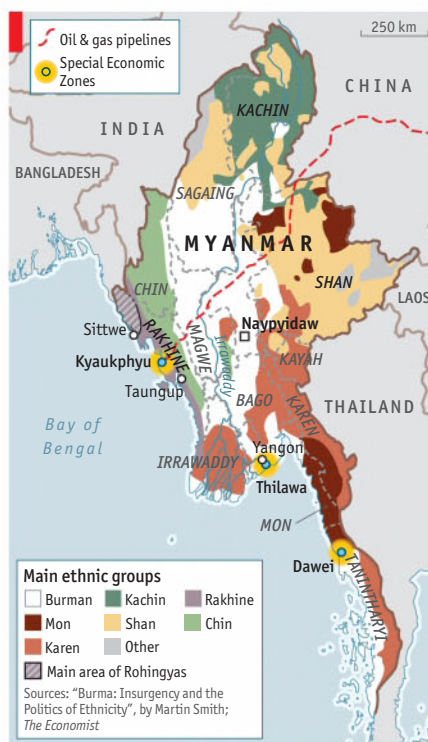 Oil & gas pipelines
Special Economic
Zones
250 km
CHINA
INDIA
KACHIN
BANGLADESH
SAGAING
MYANMAR
SHAN
LAOS
CHIN
Sittwe
RAKHINE
MAGWE
Irrawaddy
Naypyidaw
Kyaukphyu
KAYAH
Taungup
BAGO
KAREN
THAILAND
Bay of
Bengal
Yangon
IRRAWADDY
Thilawa
MON
Dawei
TANINTHARYI
Main ethnic groups
Burman
Kachin
Rakhine
Mon
Shan
Chin
Karen
Other
Main area of Rohingyas
Sources: “Burma: Insurgency and the
Politics of Ethnicity”, by Martin Smith;
The Economist